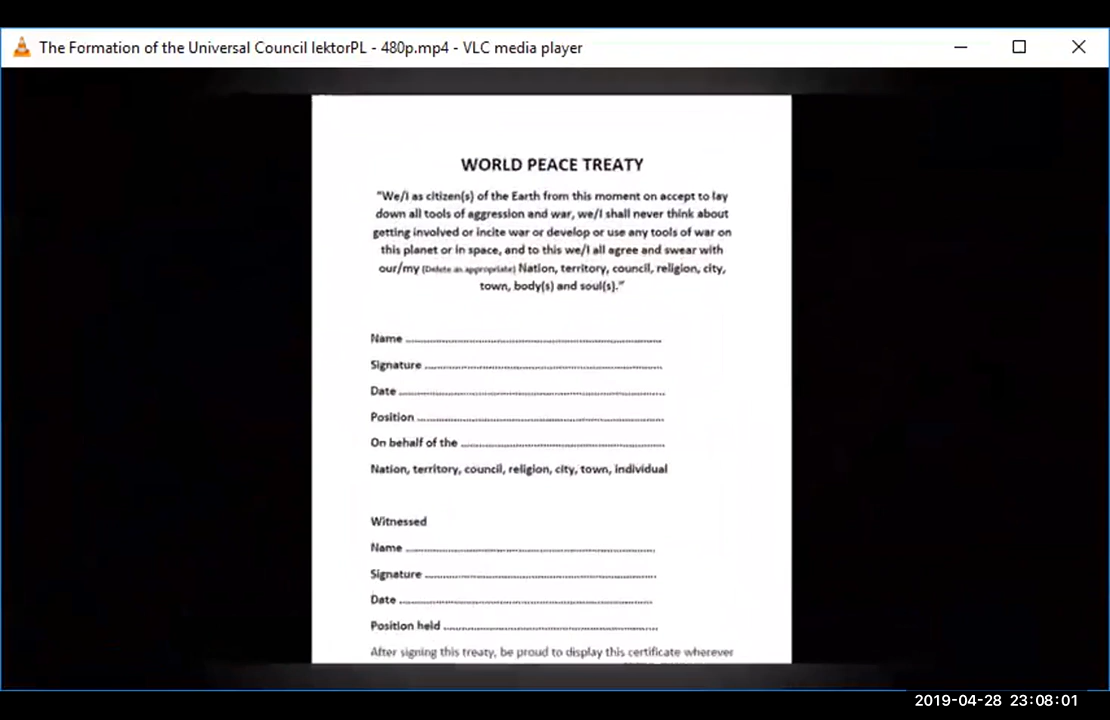 The Formation of the Universal Council lektorPL - 480p.mp4 - VLC media player
WORLD PEACE TREATY
"We/I as citizen(s) of the Earth from this moment on accept to lay
down all tools of aggression and war, we/I shall never think about
getting involved or incite war or develop or use any tools of war on
this planet or in space, and to this we/I all agree and swear with
our/my (Delete as appropriate) Nation, territory, council, religion, city,
town, body(s) and soul(s)."
Name
Signature
Date
Position
On behalf of the
Nation, territory, council, religion, city, town, individual
Witnessed
Name
Signature
Date
Position held
After signing this treaty, be proud to display this certificate wherever
2019-04-28 23:08:01